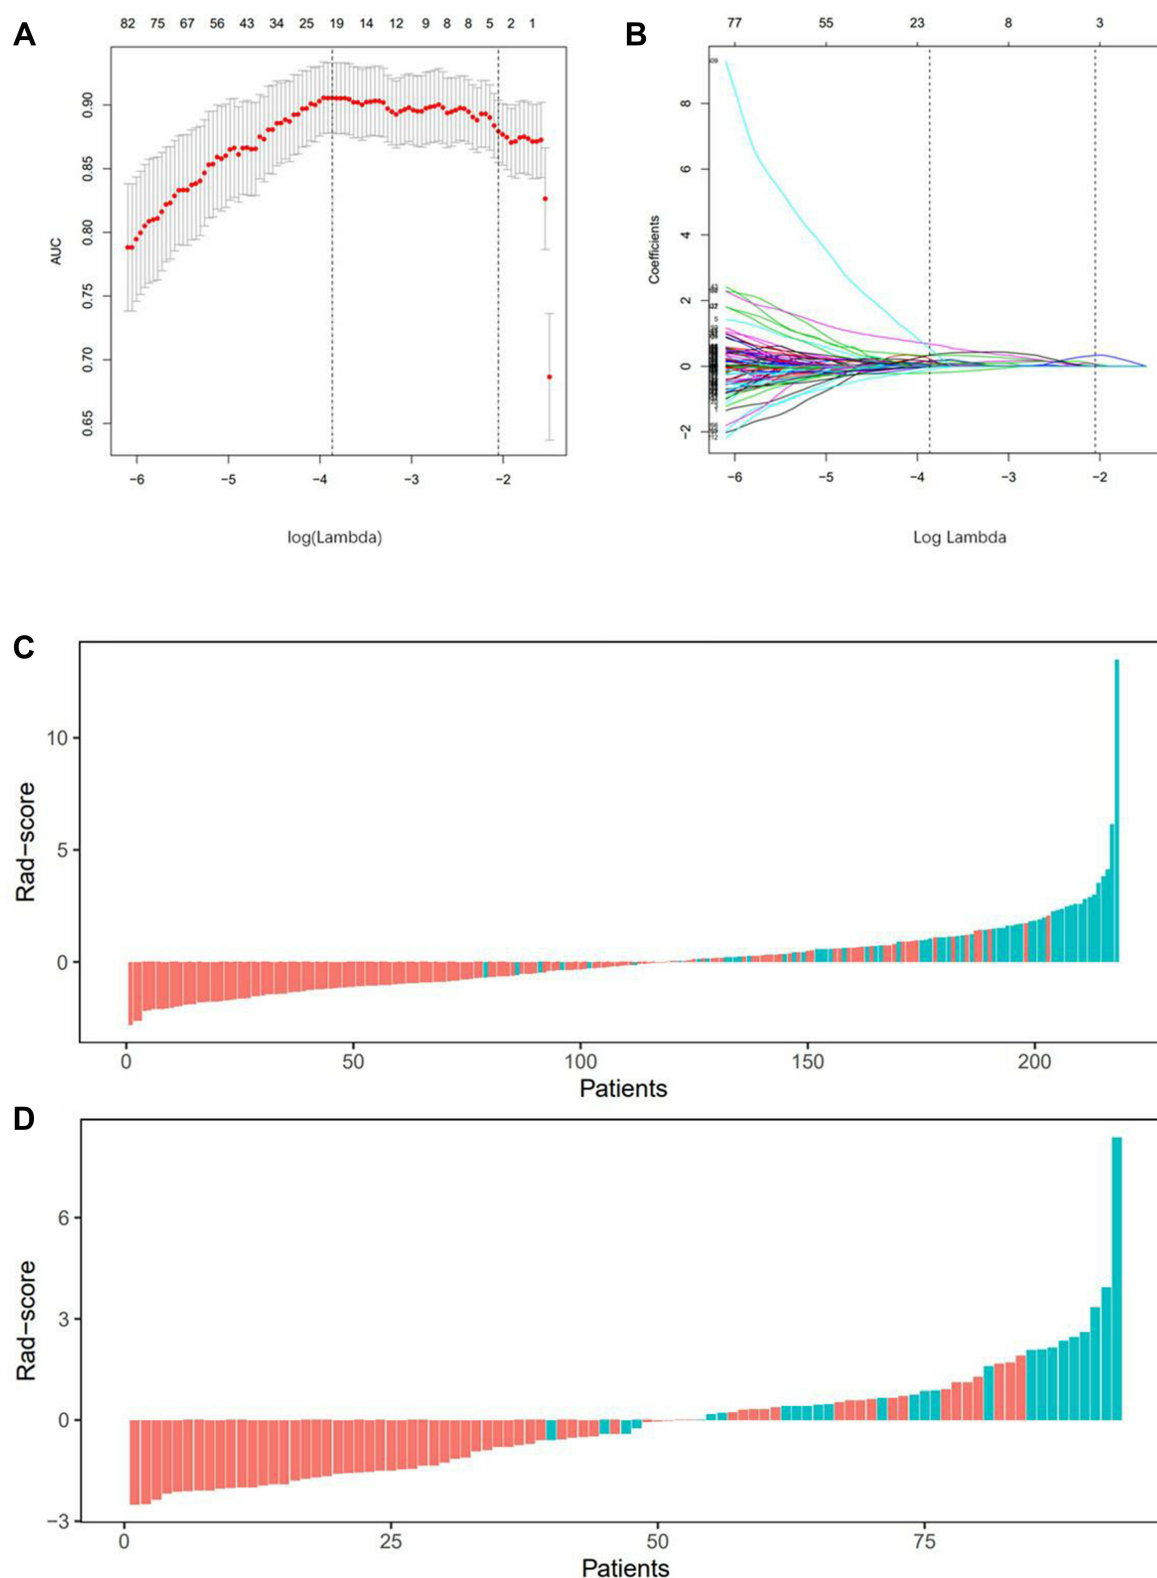 A
82 75 67 56 43 34 25 19 14 12 9 8 8 5 2 1
AUC
0.90
0.85
0.80
0.75
0.70
0.65
−6 −5 −4 −3 −2
log(Lambda)
B
77 55 23 8 3
Coefficients
8
6
4
2
0
−2
−6 −5 −4 −3 −2
Log Lambda
C
Rad−score
10
5
0
0 50 100 150 200
Patients
D
Rad−score
6
3
0
−3
0 25 50 75
Patients